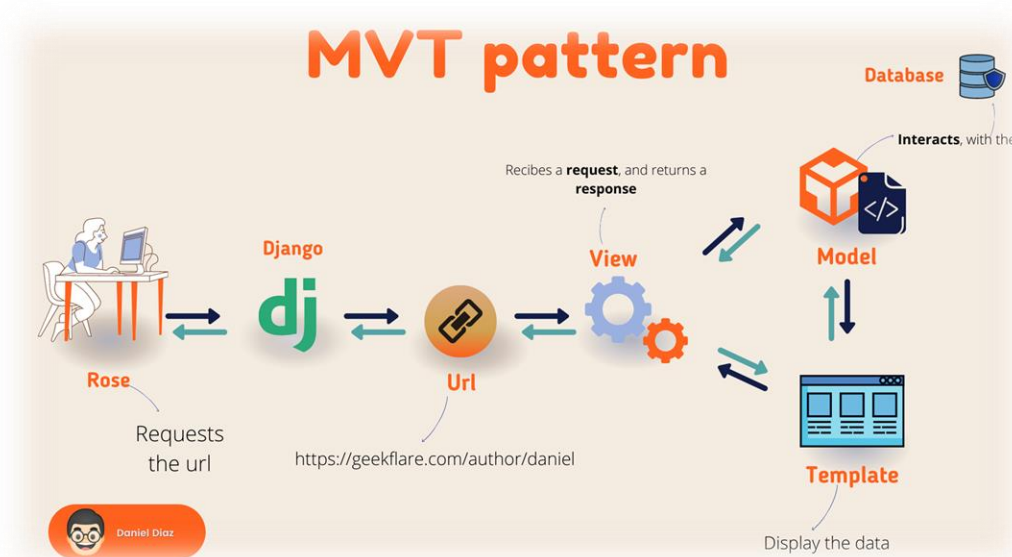 MVT pattern
Database
Interacts, with the
Recibes a request, and returns a
response
Django
View
Model
dj
Rose
Url
Requests
the url
https://geekflare.com/author/daniel
Template
Daniel Diaz
Display the data